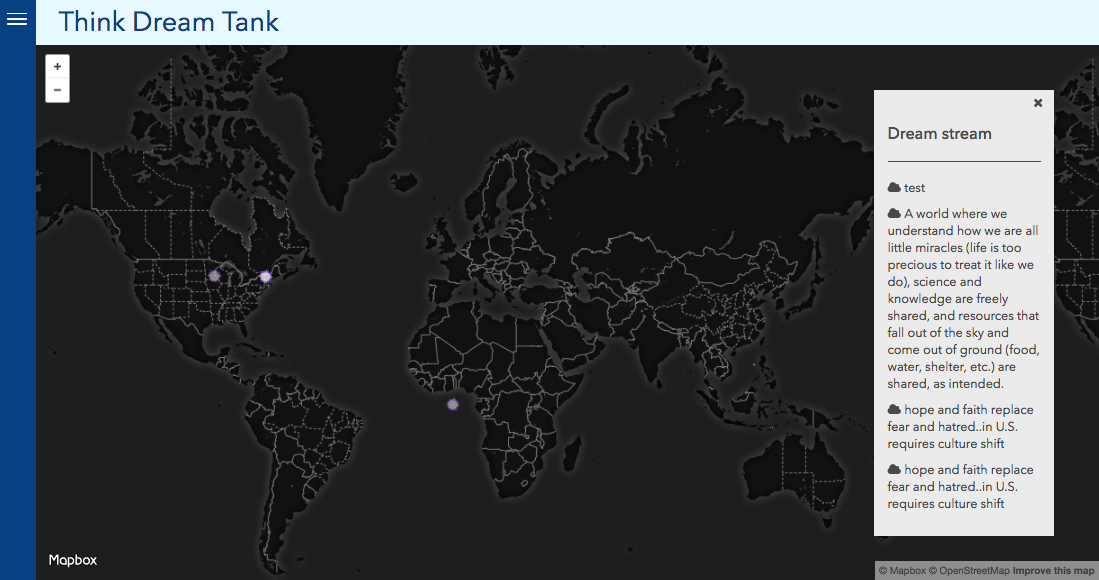 Think Dream Tank
+
−
×
Dream stream
test
A world where we
understand how we are all
little miracles (life is too
precious to treat it like we
do), science and
knowledge are freely
shared, and resources that
fall out of the sky and
come out of ground (food,
water, shelter, etc.) are
shared, as intended.
hope and faith replace
fear and hatred..in U.S.
requires culture shift
hope and faith replace
fear and hatred..in U.S.
requires culture shift
Mapbox
© Mapbox © OpenStreetMap Improve this map